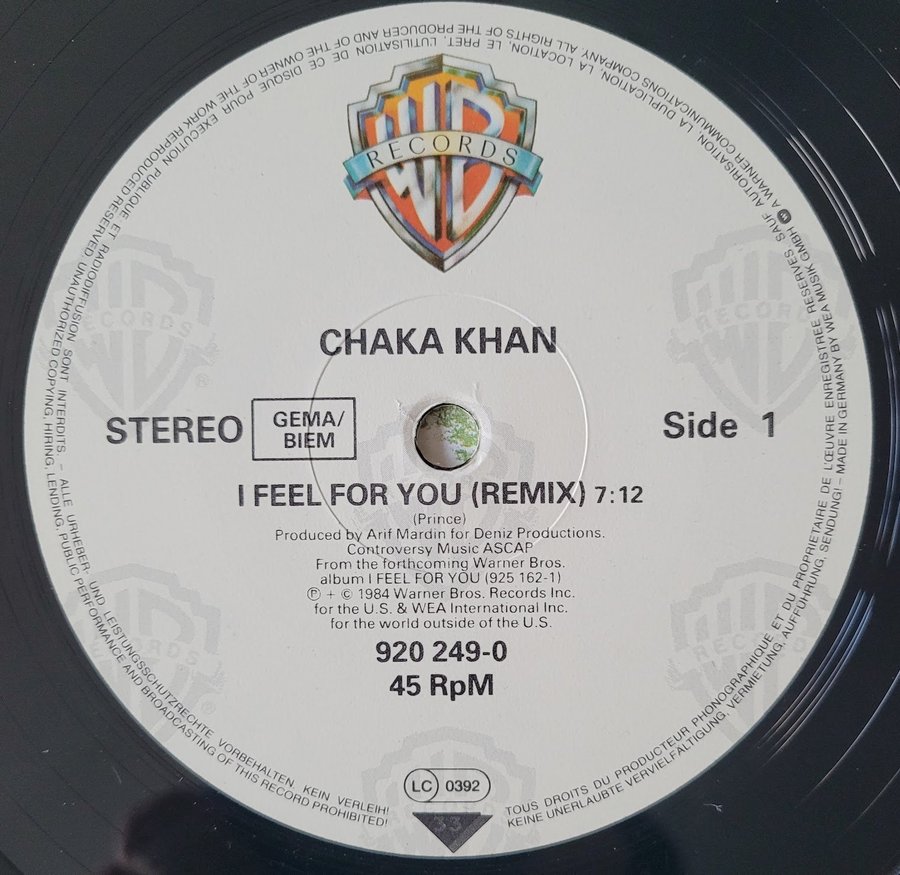 WB
RECORDS
CHAKA KHAN
STEREO
GEMA/
BIEM
Side 1
I FEEL FOR YOU (REMIX) 7:12
(Prince)
Produced by Arif Mardin for Deniz Productions.
Controversy Music ASCAP
From the forthcoming Warner Bros.
album I FEEL FOR YOU (925 162-1)
℗ + © 1984 Warner Bros. Records Inc.
for the U.S. & WEA International Inc.
for the world outside of the U.S.
920 249-0
45 RpM
LC 0392
33
TOUS DROITS DU PRODUCTEUR PHONOGRAPHIQUE ET DU PROPRIETAIRE DE L'ŒUVRE ENREGISTREE RESERVES SAUF AUTORISATION, LA DUPLICATION, LA LOCATION, LE PRET, L'UTILISATION DE CE DISQUE POUR EXECUTION PUBLIQUE ET RADIODIFFUSION SONT INTERDITS. – ALLE URHEBER- UND LEISTUNGSSCHUTZRECHTE VORBEHALTEN. KEIN VERLEIH!
KEINE UNERLAUBTE VERVIELFÄLTIGUNG, VERMIETUNG, AUFFÜHRUNG, SENDUNG! – MADE IN GERMANY BY WEA MUSIK GMBH A WARNER COMMUNICATIONS COMPANY. ALL RIGHTS OF THE PRODUCER AND OF THE OWNER OF THE WORK REPRODUCED RESERVED UNAUTHORIZED COPYING, HIRING, LENDING, PUBLIC PERFORMANCE AND BROADCASTING OF THIS RECORD PROHIBITED!